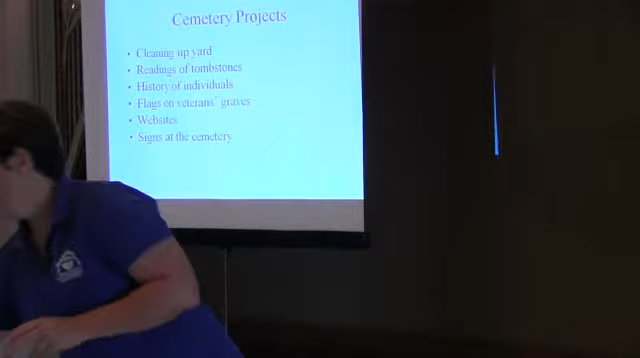 Cemetery Projects
• Cleaning up yard
• Readings of tombstones
• History of individuals
• Flags on veterans' graves
• Websites
• Signs at the cemetery